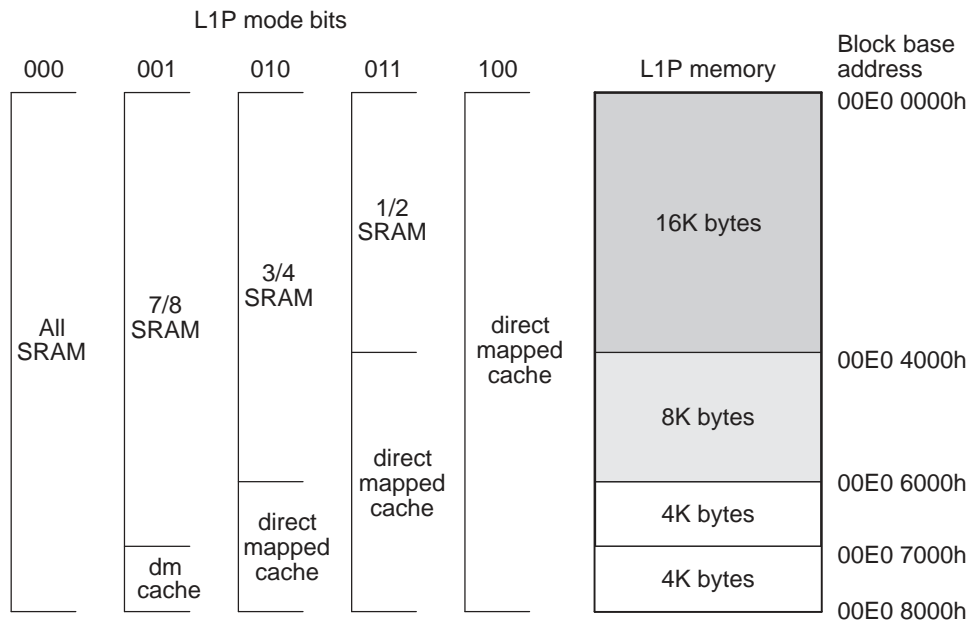 L1P mode bits
000 001 010 011 100 L1P memory
Block base
address
00E0 0000h
1/2
SRAM
16K bytes
3/4
SRAM
7/8
SRAM
All
SRAM
direct
mapped
cache
00E0 4000h
8K bytes
direct
mapped
cache
00E0 6000h
4K bytes
direct
mapped
cache
00E0 7000h
dm
cache
4K bytes
00E0 8000h